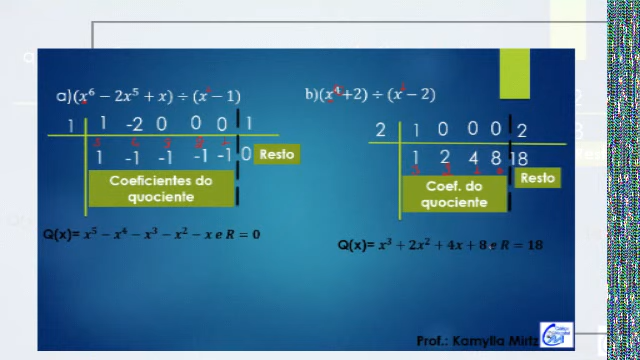 a)(x⁶ − 2x⁵ + x) ÷ (x − 1)
1 1 -2 0 0 0 1
1 -1 -1 -1 -1 0 Resto
Coeficientes do
quociente
Q(x)= x⁵ − x⁴ − x³ − x² − x e R = 0
b)(x⁴+2) ÷ (x − 2)
2 1 0 0 0 2
1 2 4 8 18
Resto
Coef. do
quociente
Q(x)= x³ + 2x² + 4x + 8 e R = 18
Prof.: Kamylla Mirtz